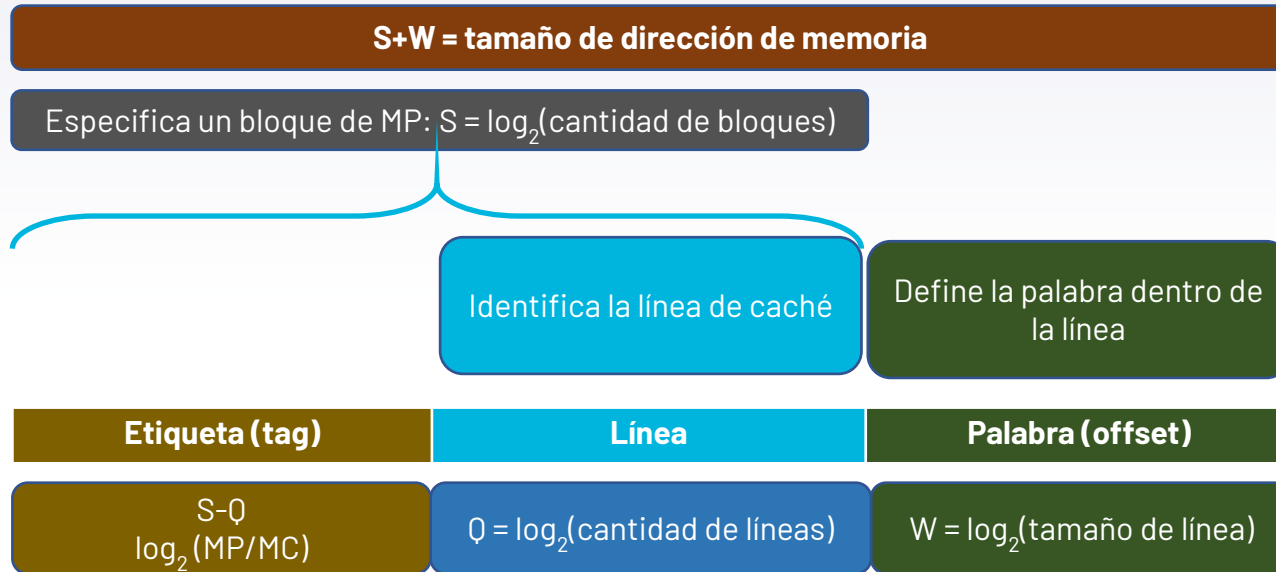 S+W = tamaño de dirección de memoria
Especifica un bloque de MP: S = log₂(cantidad de bloques)
Identifica la línea de caché
Define la palabra dentro de
la línea
Etiqueta (tag)
Línea
Palabra (offset)
S-Q
log₂ (MP/MC)
Q = log₂(cantidad de líneas)
W = log₂(tamaño de línea)